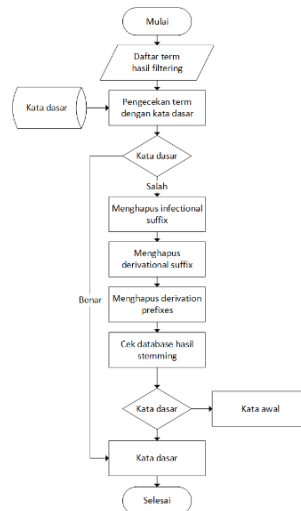 Mulai
Daftar term
hasil filtering
Kata dasar
Pengecekan term
dengan kata dasar
Kata dasar
Salah
Menghapus infectional
suffix
Menghapus
derivational suffix
Benar
Menghapus derivation
prefixes
Cek database hasil
stemming
Kata dasar
Kata awal
Kata dasar
Selesai